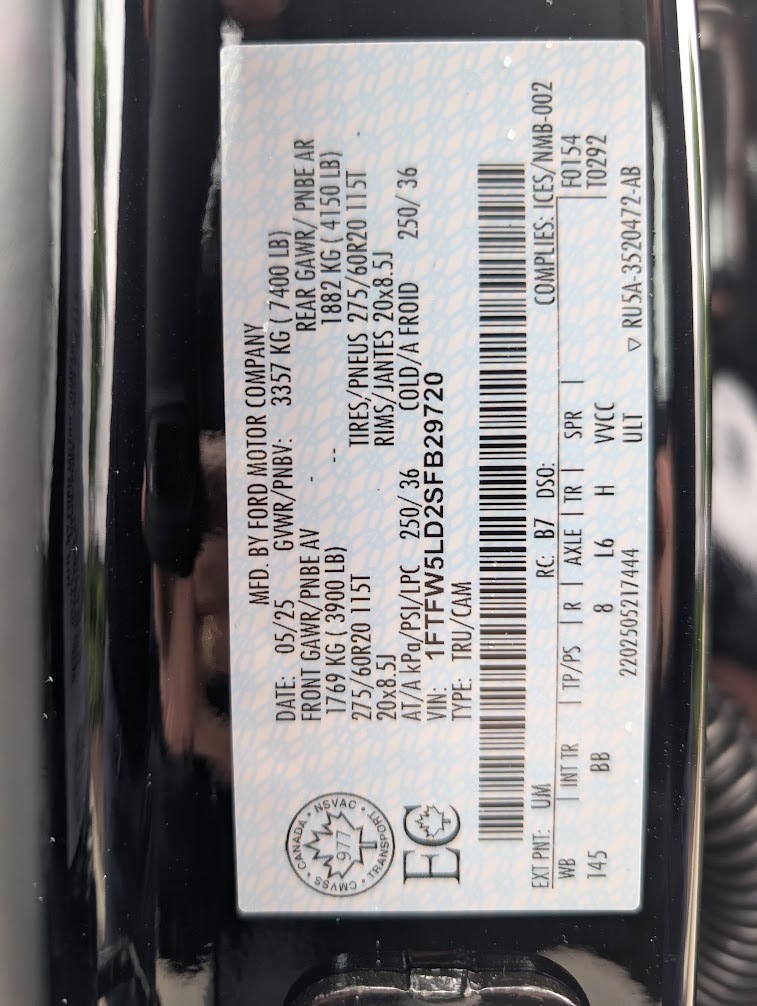 MFD. BY FORD MOTOR COMPANY
DATE: 05/25 GVWR/PNBV: 3357 KG ( 7400 LB)
FRONT GAWR/PNBE AV - REAR GAWR/ PNBE AR
1769 KG ( 3900 LB) -- 1882 KG ( 4150 LB)
275/60R20 115T TIRES/PNEUS 275/60R20 115T
20x8.5J RIMS/JANTES 20x8.5J
AT/A kPa/PSI/LPC 250/ 36 COLD/A FROID 250/ 36
VIN: 1FTFW5LD2SFB29720
TYPE: TRU/CAM
CANADA • NSVAC • TRANSPORT • CMVSS
977
EC
EXT PNT: UM RC: B7 DSO: COMPLIES: ICES/NMB-002
WB | INT TR | TP/PS | R | AXLE | TR | SPR | F0154
145 BB 8 L6 H WCC T0292
2202505217444 ULT
▽ RU5A-3520472-AB